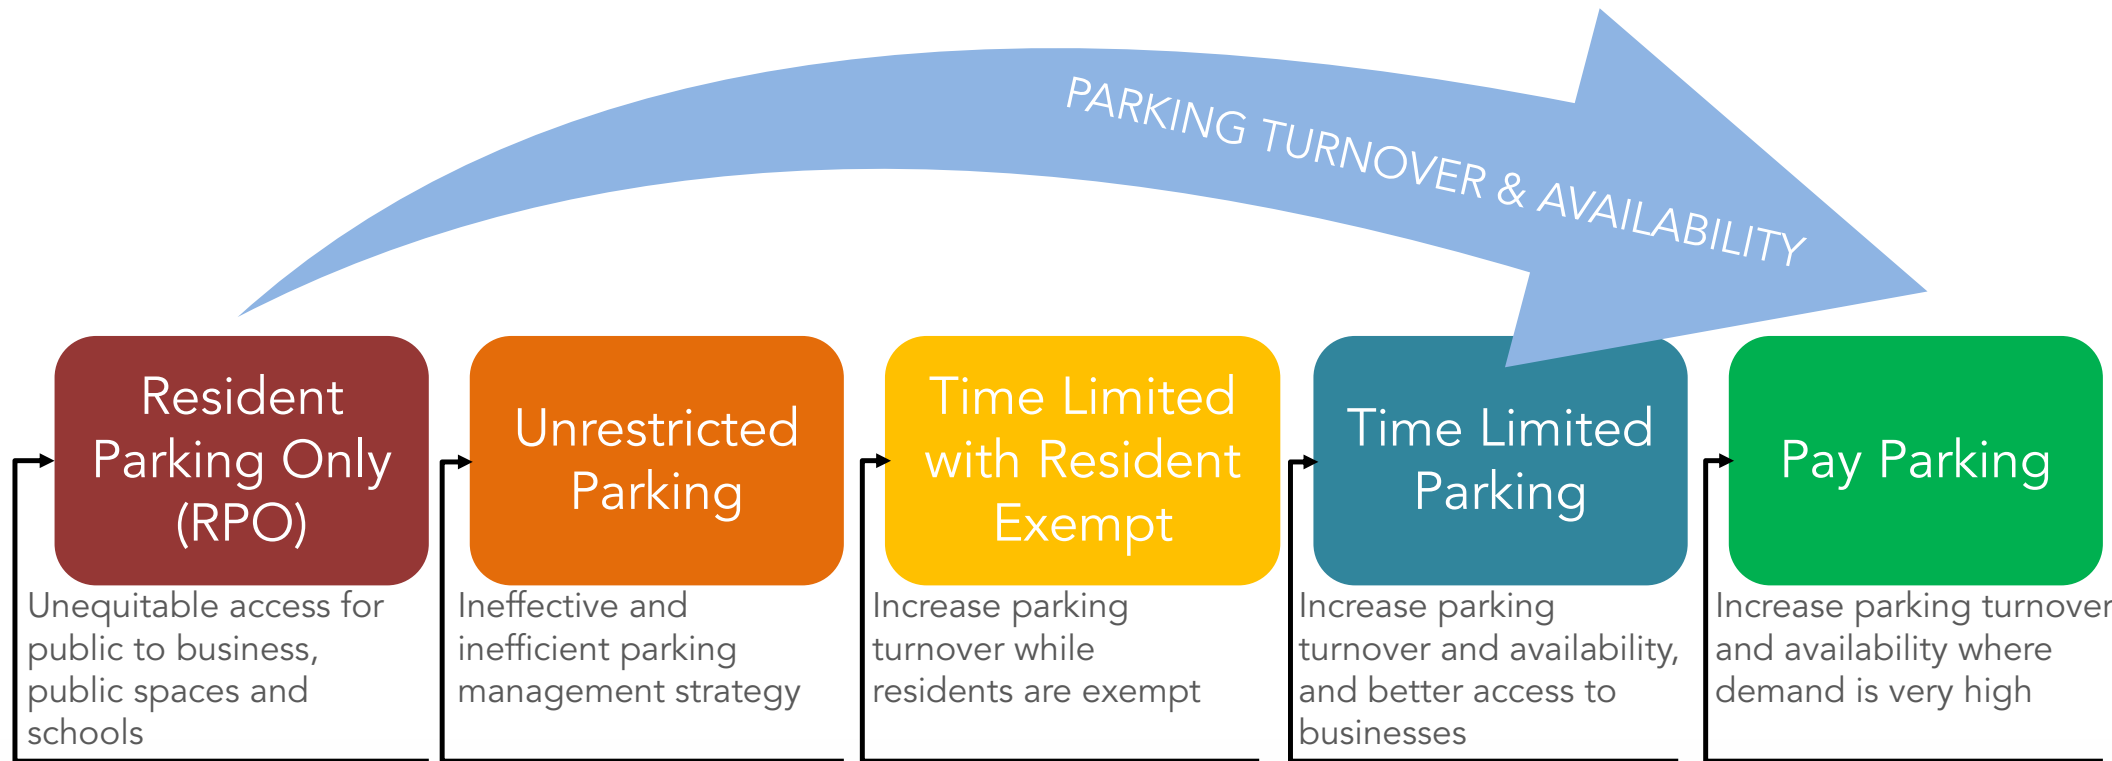 PARKING TURNOVER & AVAILABILITY
Resident
Parking Only
(RPO)
Unrestricted
Parking
Time Limited
with Resident
Exempt
Time Limited
Parking
Pay Parking
Unequitable access for
public to business,
public spaces and
schools
Ineffective and
inefficient parking
management strategy
Increase parking
turnover while
residents are exempt
Increase parking
turnover and availability,
and better access to
businesses
Increase parking turnover
and availability where
demand is very high